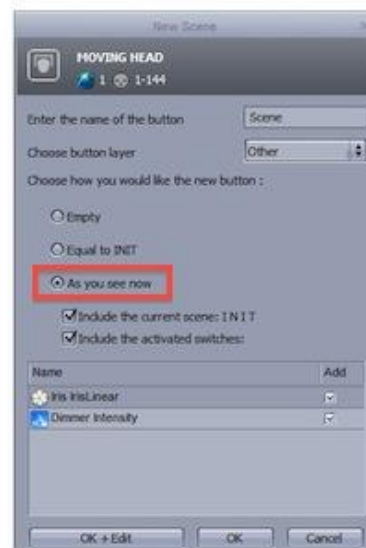 New Scene
MOVING HEAD
1 1-144
Enter the name of the button Scene
Choose button layer Other
Choose how you would like the new button :
Empty
Equal to INIT
As you see now
Include the current scene: I N I T
Include the activated switches:
Name Add
Iris IrisLinear
Dimmer Intensity
OK + Edit OK Cancel